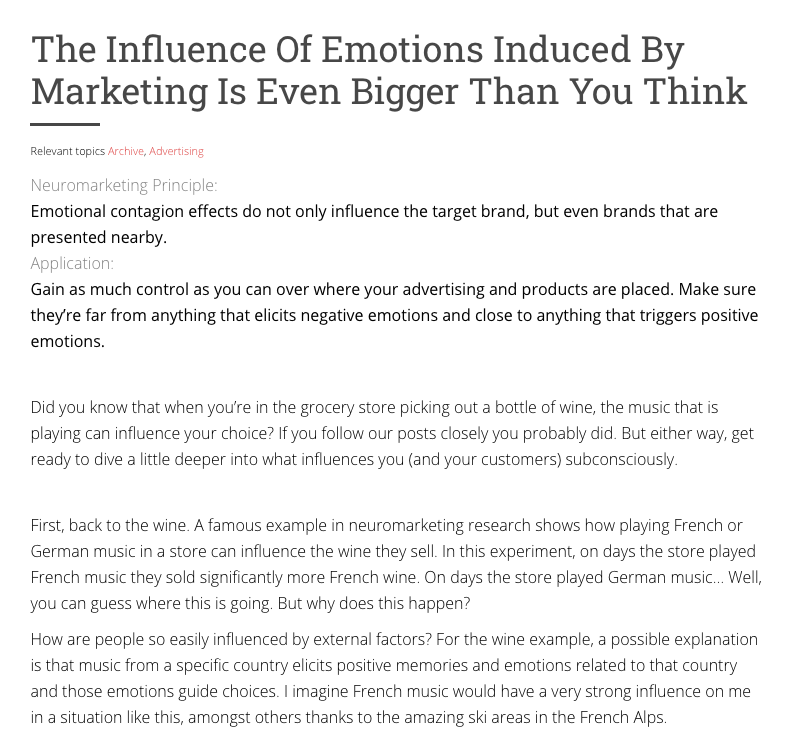 The Influence Of Emotions Induced By
Marketing Is Even Bigger Than You Think
Relevant topics Archive, Advertising
Neuromarketing Principle:
Emotional contagion effects do not only influence the target brand, but even brands that are
presented nearby.
Application:
Gain as much control as you can over where your advertising and products are placed. Make sure
they’re far from anything that elicits negative emotions and close to anything that triggers positive
emotions.
Did you know that when you’re in the grocery store picking out a bottle of wine, the music that is
playing can influence your choice? If you follow our posts closely you probably did. But either way, get
ready to dive a little deeper into what influences you (and your customers) subconsciously.
First, back to the wine. A famous example in neuromarketing research shows how playing French or
German music in a store can influence the wine they sell. In this experiment, on days the store played
French music they sold significantly more French wine. On days the store played German music… Well,
you can guess where this is going. But why does this happen?
How are people so easily influenced by external factors? For the wine example, a possible explanation
is that music from a specific country elicits positive memories and emotions related to that country
and those emotions guide choices. I imagine French music would have a very strong influence on me
in a situation like this, amongst others thanks to the amazing ski areas in the French Alps.